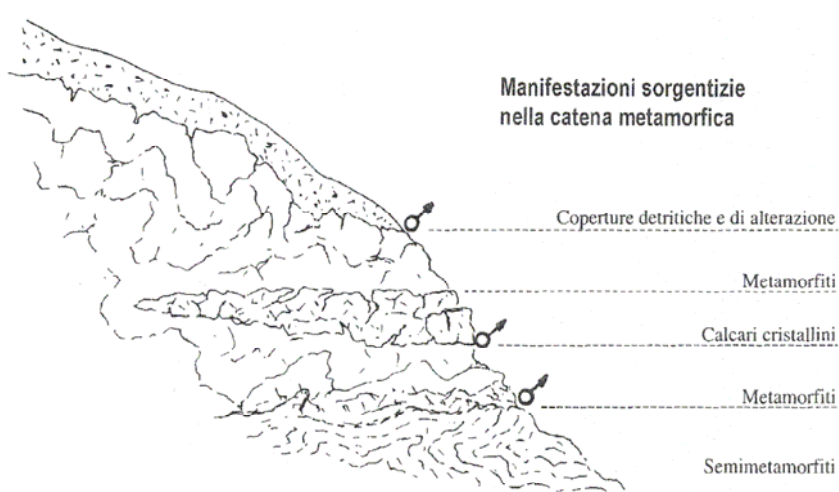 Manifestazioni sorgentizie
nella catena metamorfica
Coperture detritiche e di alterazione
Metamorfiti
Calcari cristallini
Metamorfiti
Semimetamorfiti